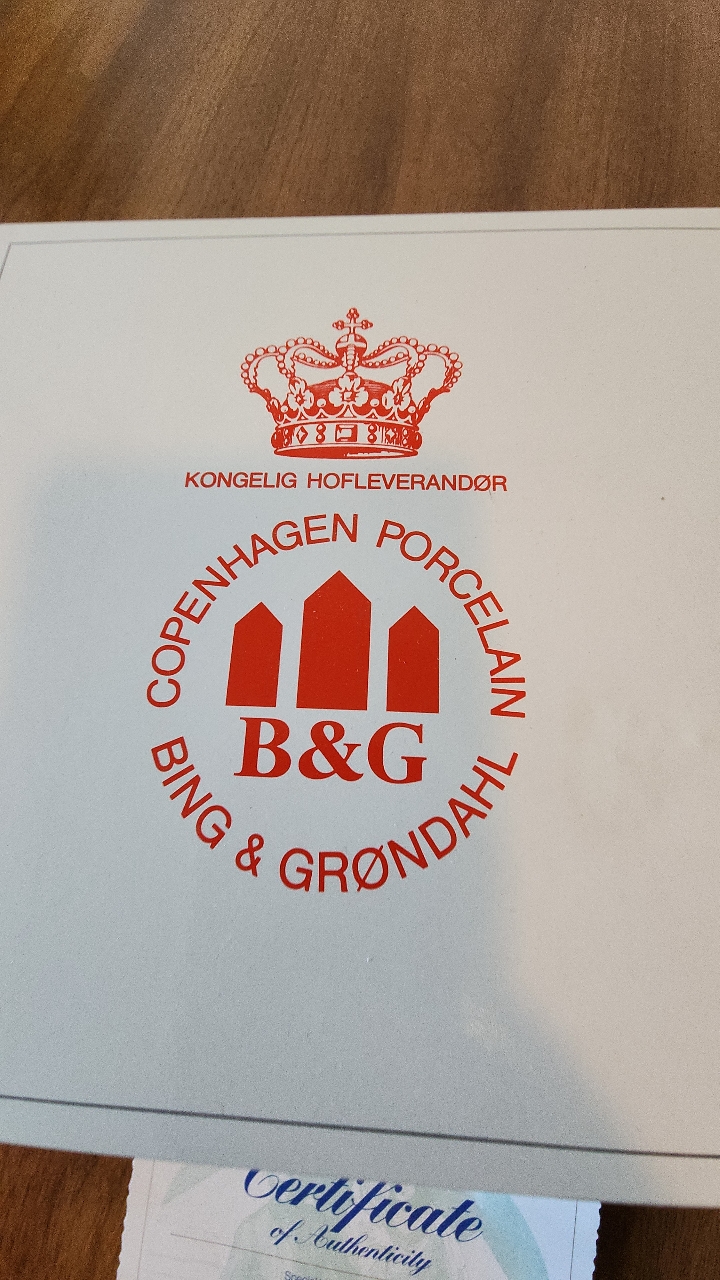 KONGELIG HOFLEVERANDØR
COPENHAGEN PORCELAIN
B&G
BING & GRØNDAHL
Certificate
of Authenticity